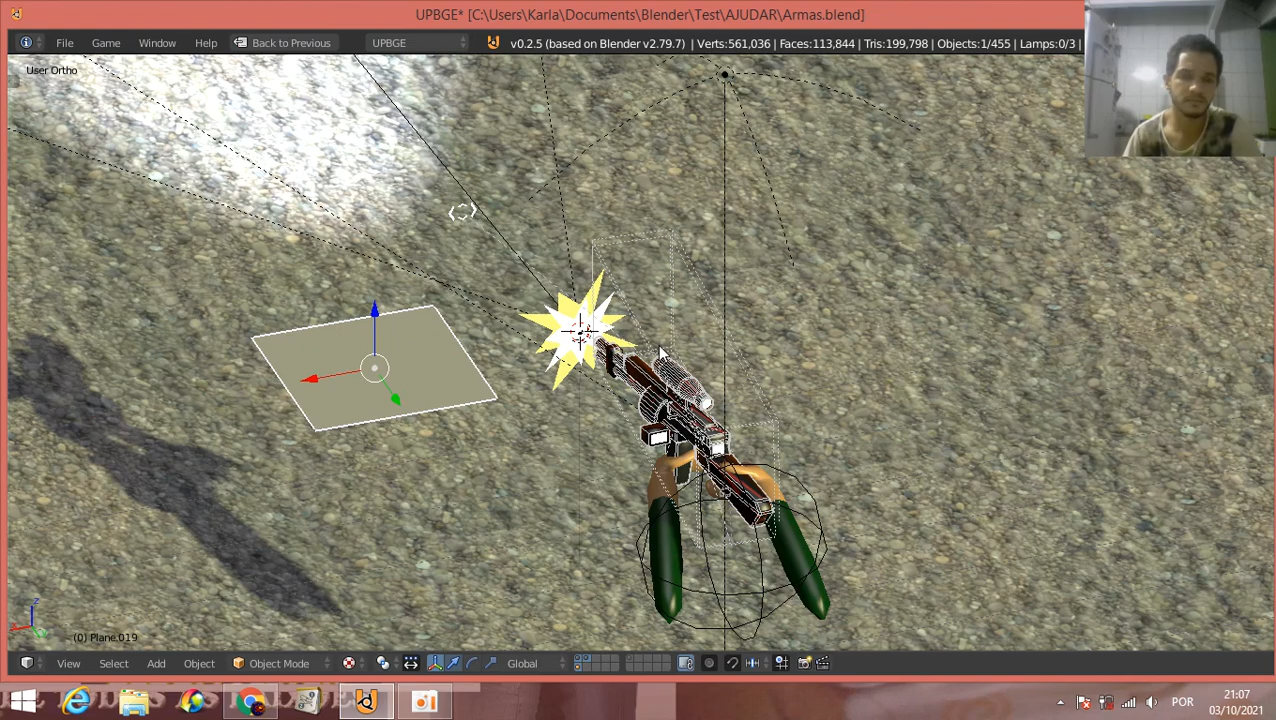 UPBGE* [C:\Users\Karla\Documents\Blender\Test\AJUDAR\Armas.blend]
File Game Window Help Back to Previous UPBGE v0.2.5 (based on Blender v2.79.7) | Verts:561,036 | Faces:113,844 | Tris:199,798 | Objects:1/455 | Lamps:0/3 |
User Ortho
z
(0) Plane.019
View Select Add Object Object Mode Global
POR
21:07
03/10/2021